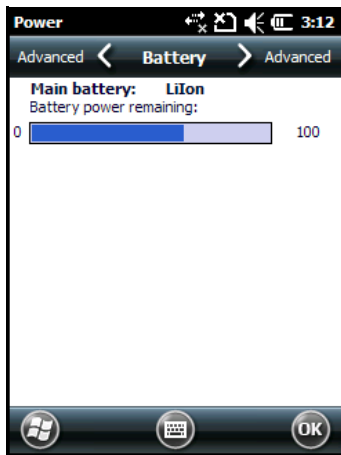 Power 3:12
Advanced Battery Advanced
Main battery: LiIon
Battery power remaining:
0 100
OK